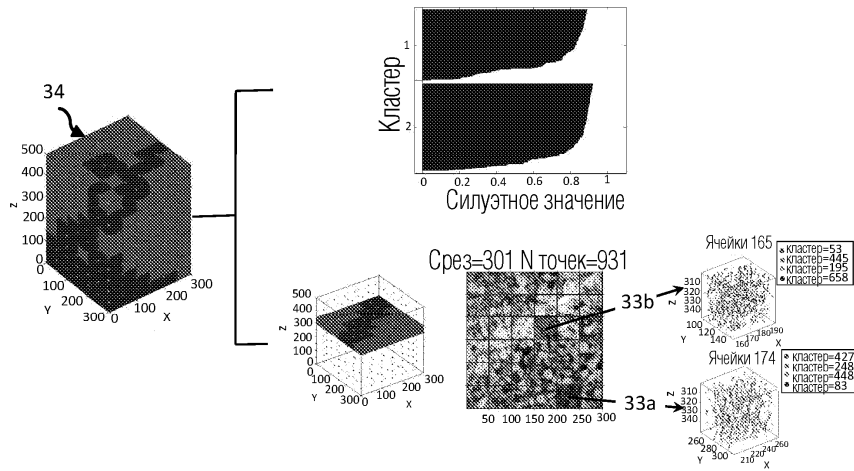 34
500
400
300
200
100
0
Z
0
100
200
300
Y
0
100
200
300
X
Кластер
1
2
0 0.2 0.4 0.6 0.8 1
Силуэтное значение
500
400
300
200
100
0
Z
0
100
200
300
Y
0
100
200
300
X
Срез=301 N точек=931
33b
33a
50 100 150 200 250 300
Ячейки 165
310
320
330
340
Z
100
120
140
Y
160 170 180 190
X
кластер=53
кластер=445
кластер=195
кластер=658
Ячейки 174
310
320
330
340
Z
260
280
300
Y
210 220 240 260
X
кластер=427
кластер=248
кластер=448
кластер=83